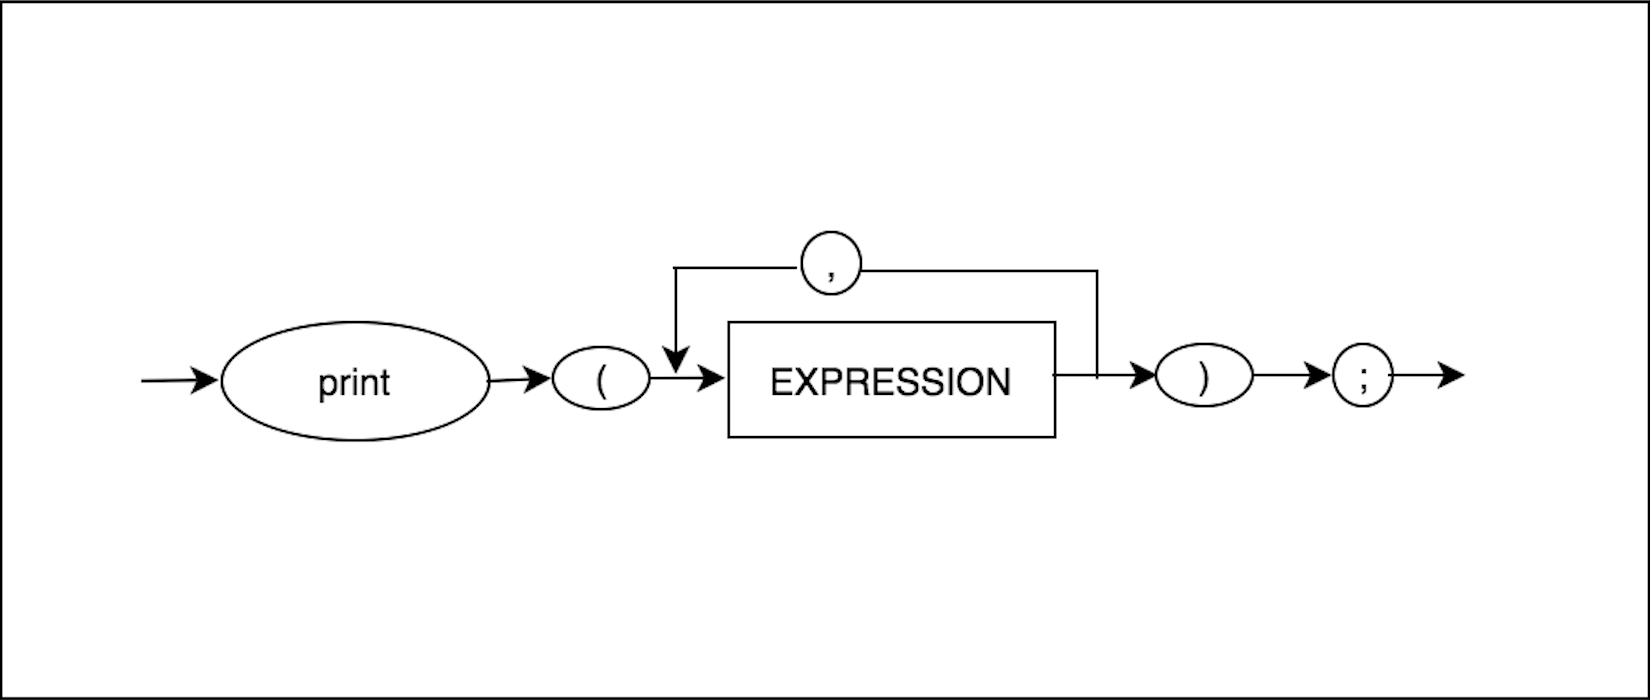 ,
print ( EXPRESSION ) ;